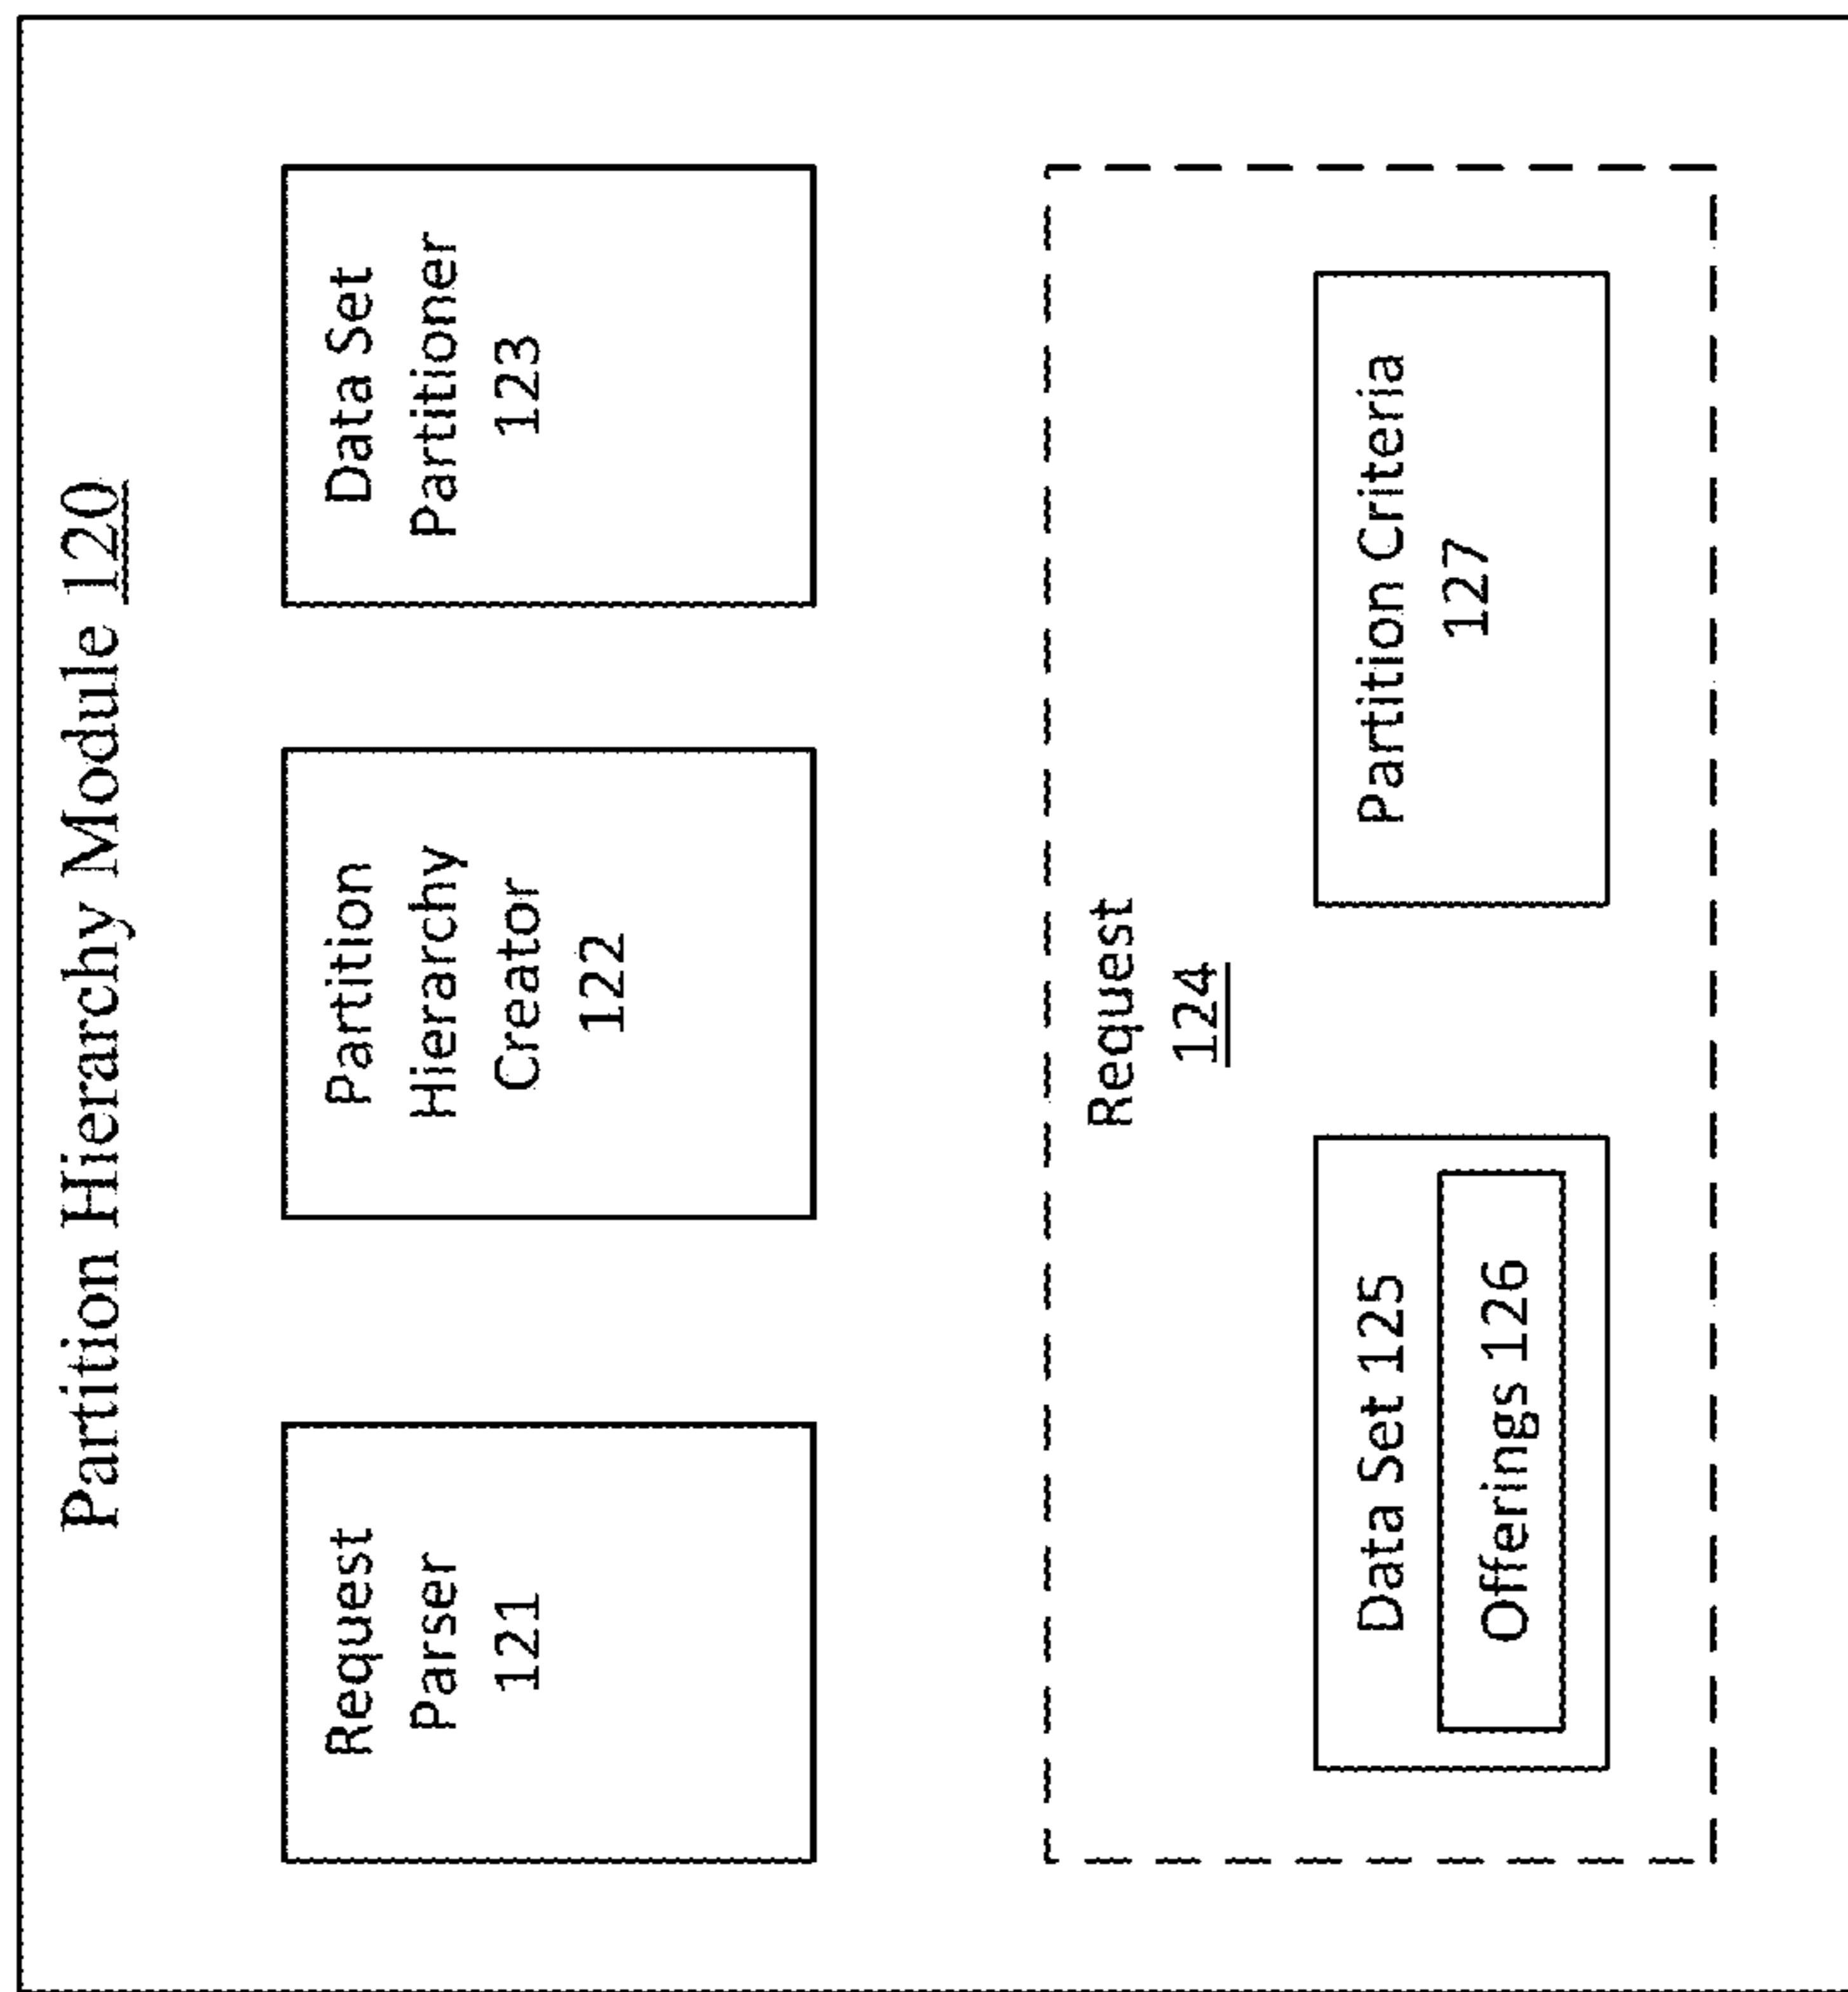 Partition Hierarchy Module 120
Request
Parser
121
Partition
Hierarchy
Creator
122
Data Set
Partitioner
123
Request
124
Data Set 125
Offerings 126
Partition Criteria
127